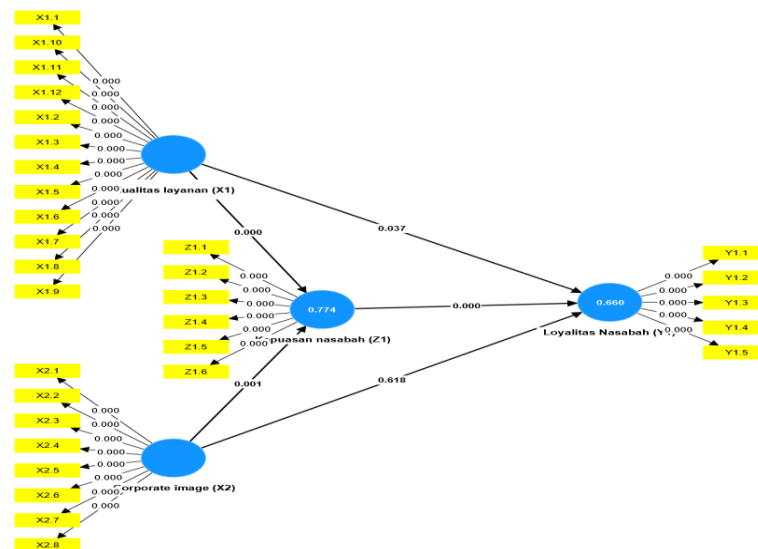 X1.1
X1.10
X1.11
X1.12
X1.2
X1.3
X1.4
X1.5
X1.6
X1.7
X1.8
X1.9
0.000
0.000
0.000
0.000
0.000
0.000
0.000
0.000
0.000
0.000
0.000
0.000
ualitas layanan (X1)
0.000
0.037
Z1.1
Z1.2
Z1.3
Z1.4
Z1.5
Z1.6
0.000
0.000
0.000
0.000
0.000
0.000
0.774
nasabah (Z1)
0.000
0.660
Loyalitas Nasabah
0.000
0.000
0.000
0.000
0.000
Y1.1
Y1.2
Y1.3
Y1.4
Y1.5
0.001
0.618
X2.1
X2.2
X2.3
X2.4
X2.5
X2.6
X2.7
X2.8
0.000
0.000
0.000
0.000
0.000
0.000
0.000
0.000
orporate image (X2)